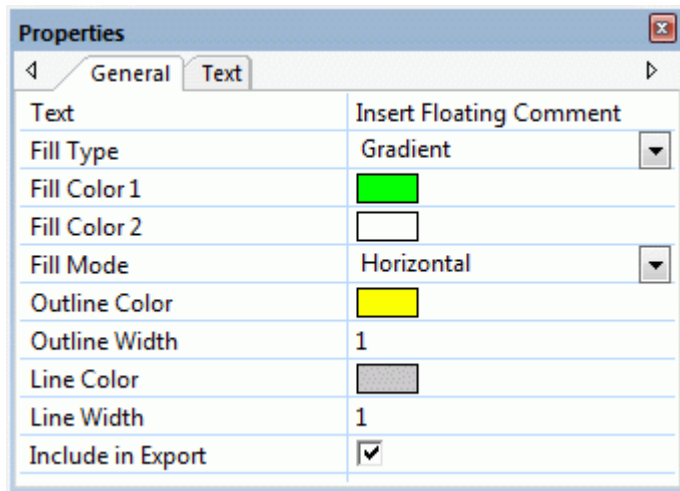 Properties
General Text
Text Insert Floating Comment
Fill Type Gradient
Fill Color 1
Fill Color 2
Fill Mode Horizontal
Outline Color
Outline Width 1
Line Color
Line Width 1
Include in Export